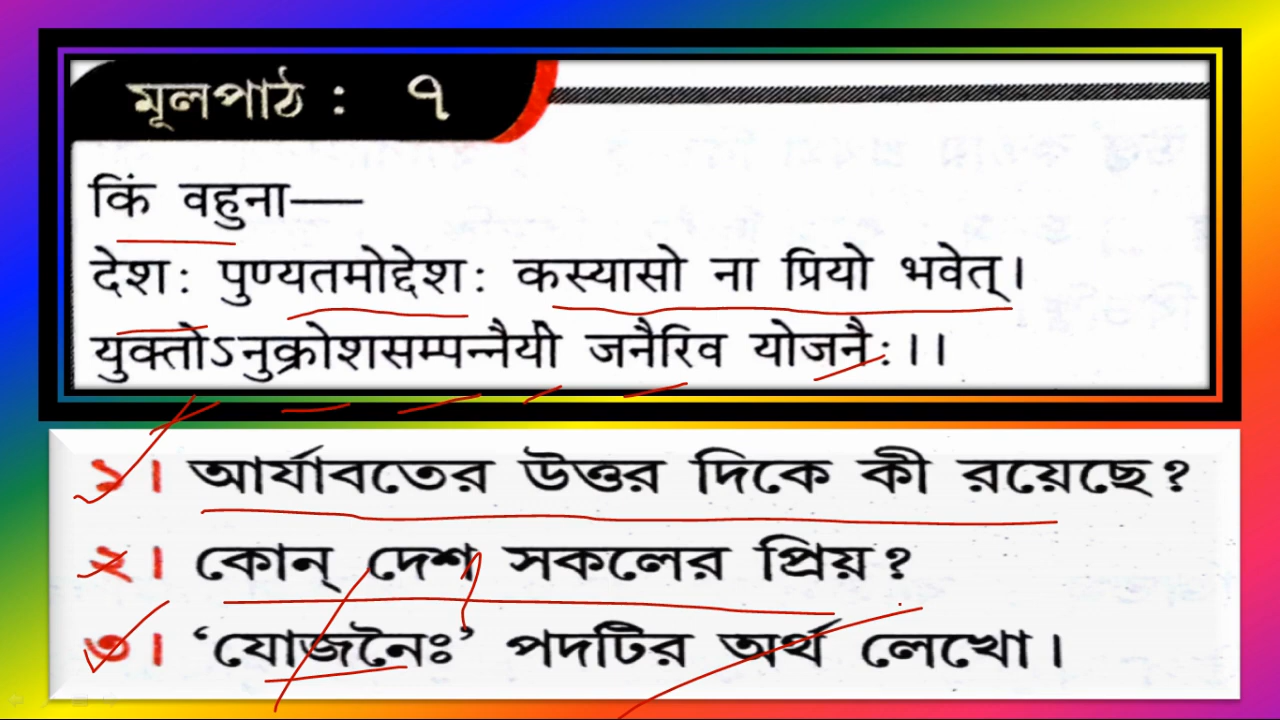 মূলপাঠ : ৭
किं वहुना—
देशः पुण्यतमोद्देशः कस्यासो ना प्रियो भवेत्।
युक्तोऽनुक्रोशसम्पन्नैर्यी जनैरिव योजनैः।।
১। আর্যাবতের উত্তর দিকে কী রয়েছে?
২। কোন্ দেশ সকলের প্রিয়?
৩। ‘যোজনৈঃ’ পদটির অর্থ লেখো।